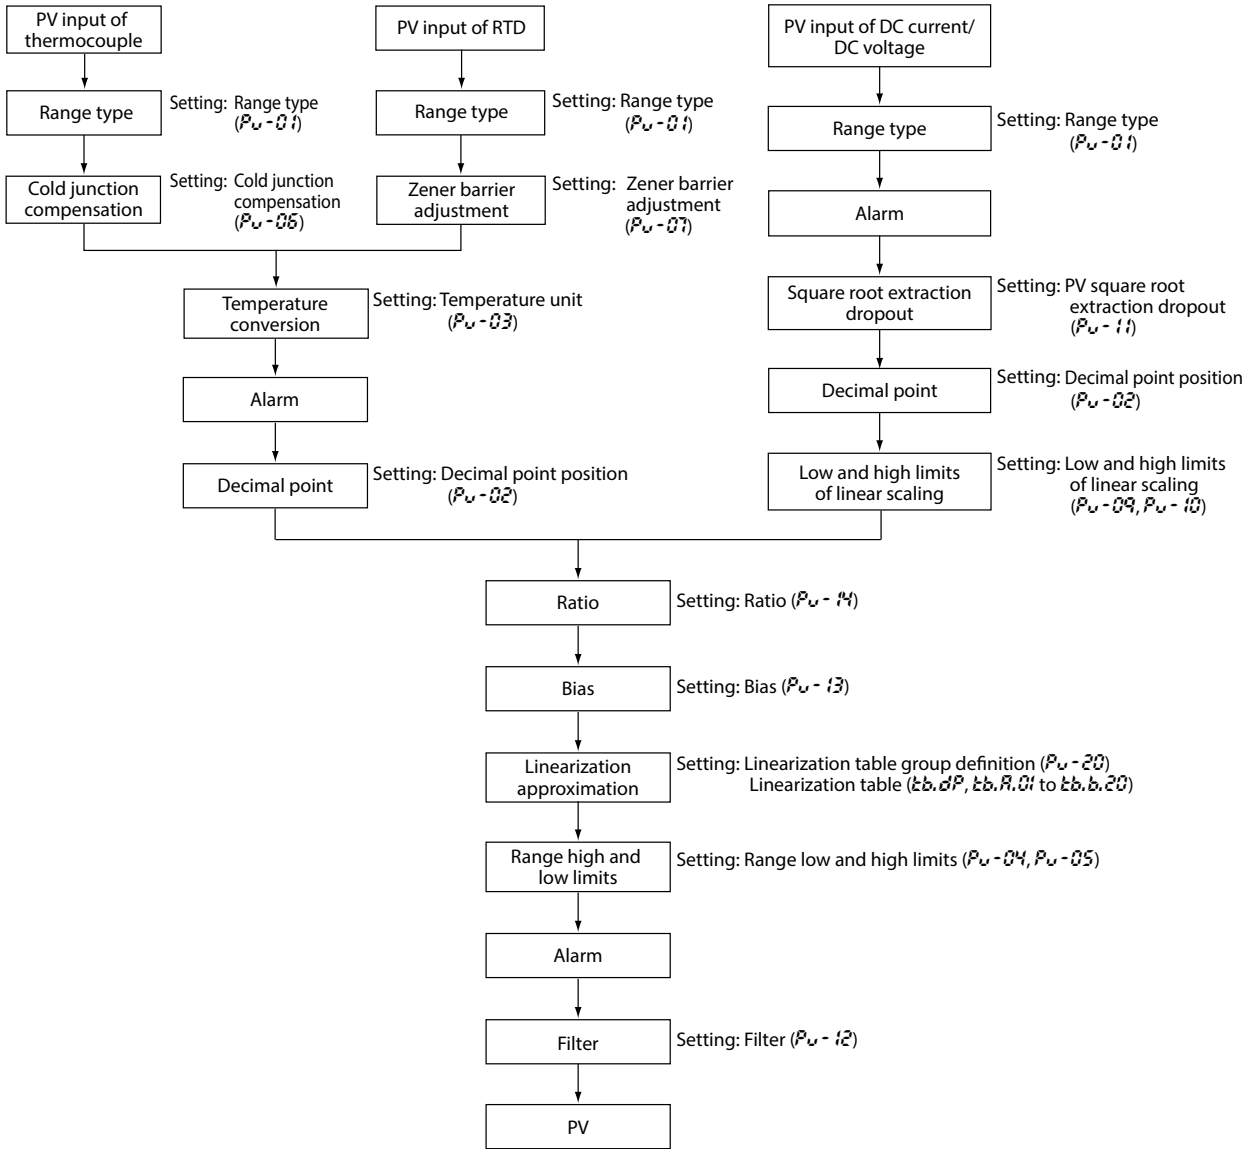 PV input of
thermocouple
Range type
Setting: Range type
(Pv-01)
Cold junction
compensation
Setting: Cold junction
compensation
(Pv-06)
PV input of RTD
Range type
Setting: Range type
(Pv-01)
Zener barrier
adjustment
Setting: Zener barrier
adjustment
(Pv-07)
Temperature
conversion
Setting: Temperature unit
(Pv-03)
Alarm
Decimal point
Setting: Decimal point position
(Pv-02)
PV input of DC current/
DC voltage
Range type
Setting: Range type
(Pv-01)
Alarm
Square root extraction
dropout
Setting: PV square root
extraction dropout
(Pv-11)
Decimal point
Setting: Decimal point position
(Pv-02)
Low and high limits
of linear scaling
Setting: Low and high limits
of linear scaling
(Pv-09, Pv-10)
Ratio
Setting: Ratio (Pv-14)
Bias
Setting: Bias (Pv-13)
Linearization
approximation
Setting: Linearization table group definition (Pv-20)
Linearization table (tb.dP, tb.A.01 to tb.b.20)
Range high and
low limits
Setting: Range low and high limits (Pv-04, Pv-05)
Alarm
Filter
Setting: Filter (Pv-12)
PV